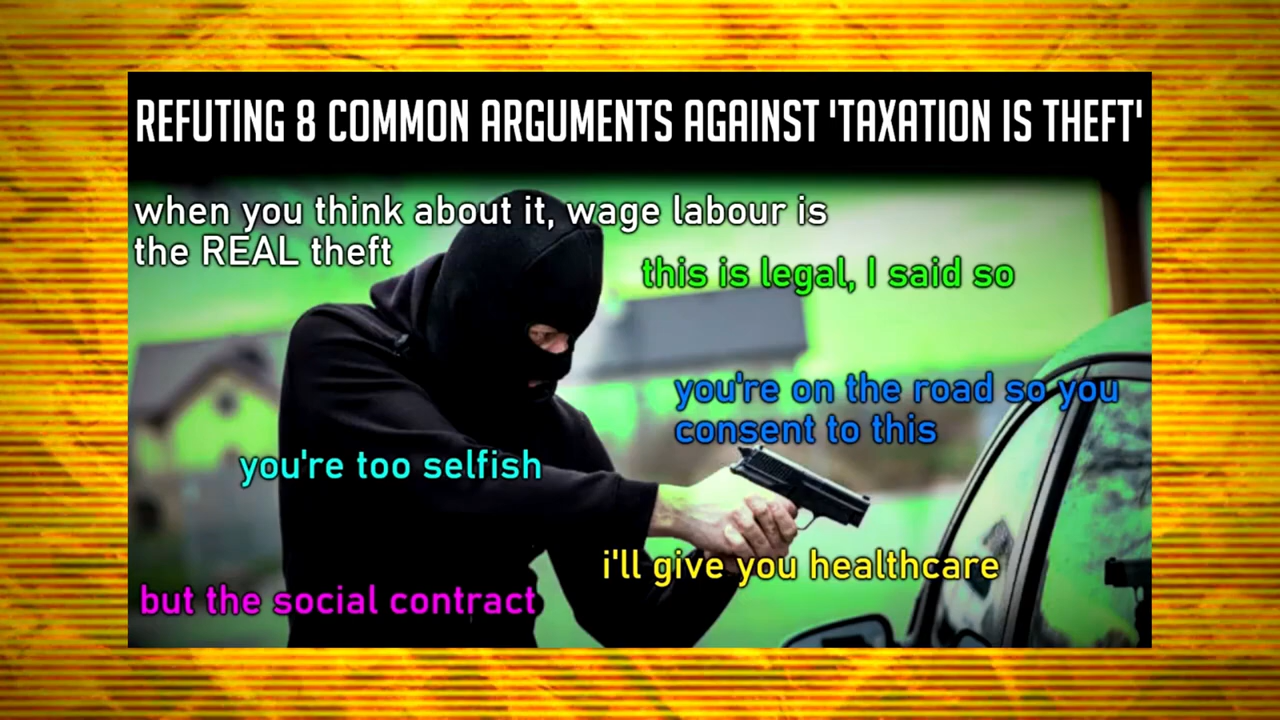 REFUTING 8 COMMON ARGUMENTS AGAINST 'TAXATION IS THEFT'
when you think about it, wage labour is
the REAL theft
this is legal, I said so
you're on the road so you
consent to this
you're too selfish
i'll give you healthcare
but the social contract